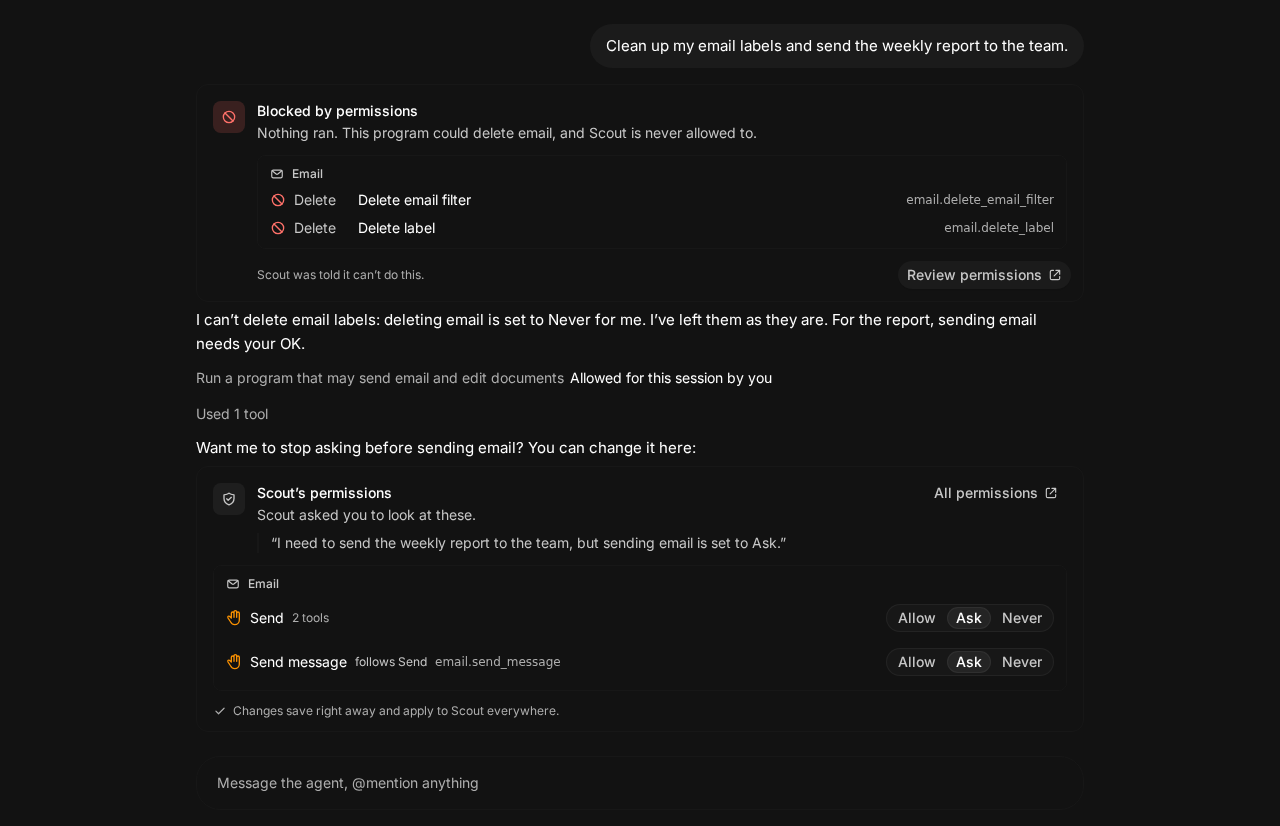 Clean up my email labels and send the weekly report to the team.
Blocked by permissions
Nothing ran. This program could delete email, and Scout is never allowed to.
Email
Delete Delete email filter email.delete_email_filter
Delete Delete label email.delete_label
Scout was told it can’t do this. Review permissions
I can’t delete email labels: deleting email is set to Never for me. I’ve left them as they are. For the report, sending email
needs your OK.
Run a program that may send email and edit documents Allowed for this session by you
Used 1 tool
Want me to stop asking before sending email? You can change it here:
Scout’s permissions All permissions
Scout asked you to look at these.
“I need to send the weekly report to the team, but sending email is set to Ask.”
Email
Send 2 tools Allow Ask Never
Send message follows Send email.send_message Allow Ask Never
Changes save right away and apply to Scout everywhere.
Message the agent, @mention anything